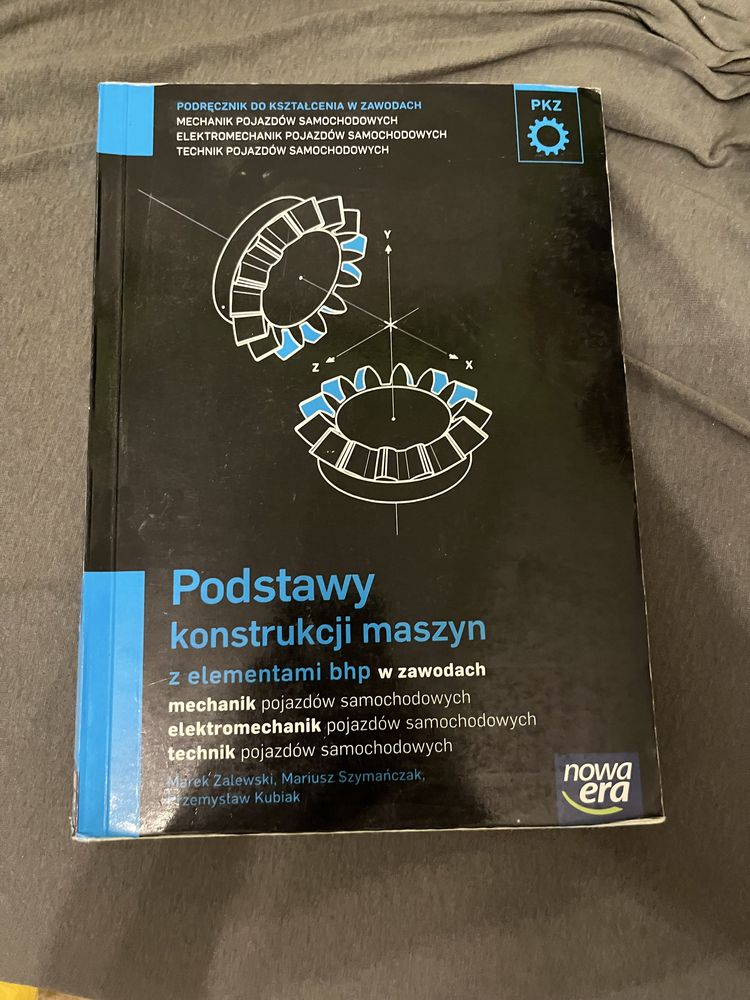 PODRĘCZNIK DO KSZTAŁCENIA W ZAWODACH
MECHANIK POJAZDÓW SAMOCHODOWYCH
ELEKTROMECHANIK POJAZDÓW SAMOCHODOWYCH
TECHNIK POJAZDÓW SAMOCHODOWYCH
PKZ
Y
Z
X
Podstawy
konstrukcji maszyn
z elementami bhp w zawodach
mechanik pojazdów samochodowych
elektromechanik pojazdów samochodowych
technik pojazdów samochodowych
Marek Zalewski, Mariusz Szymańczak,
Przemysław Kubiak
nowa
era